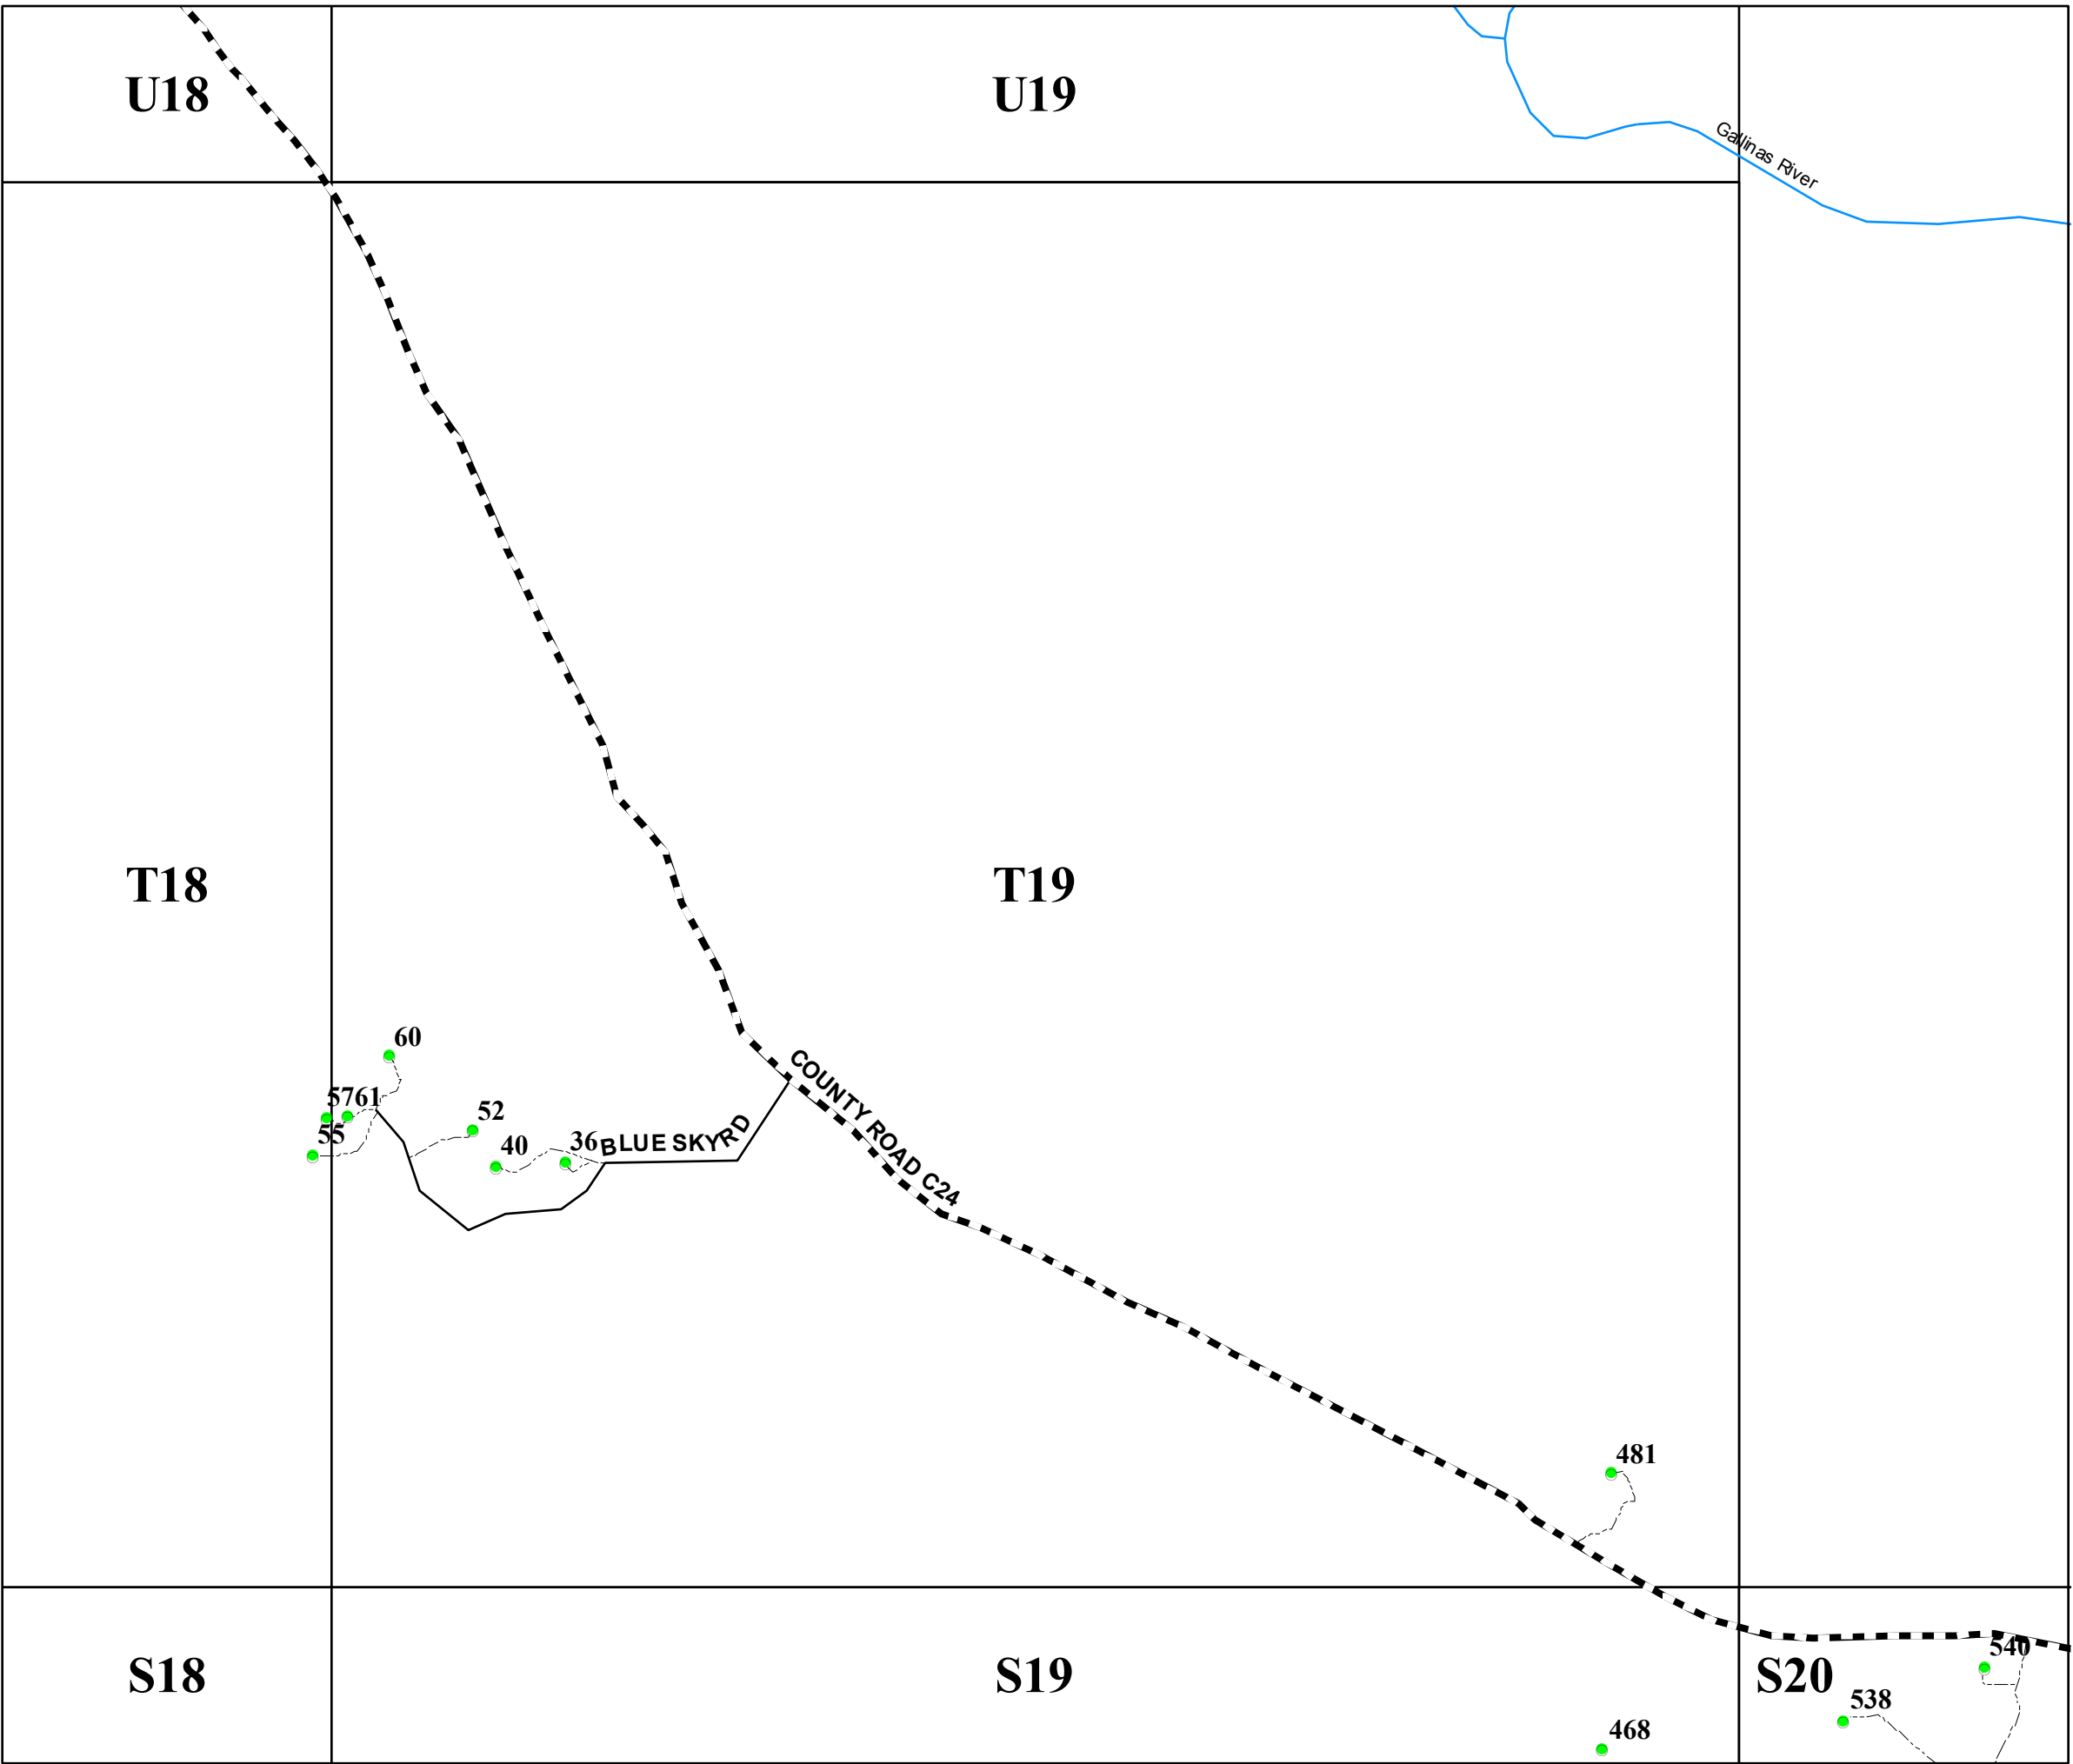 U18
U19
Gallinas River
T18
T19
60
5761
55
52
40
36
BLUE SKY RD
COUNTY ROAD C24
481
S18
S19
S20
540
538
468